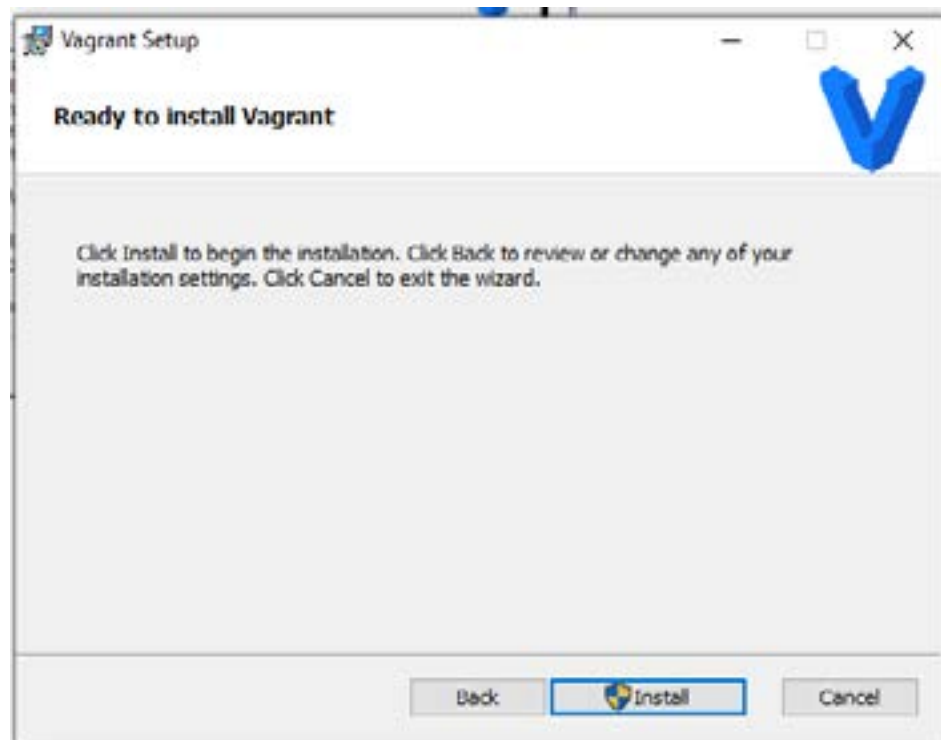 Vagrant Setup
Ready to install Vagrant
Click Install to begin the installation. Click Back to review or change any of your
installation settings. Click Cancel to exit the wizard.
Back
Install
Cancel